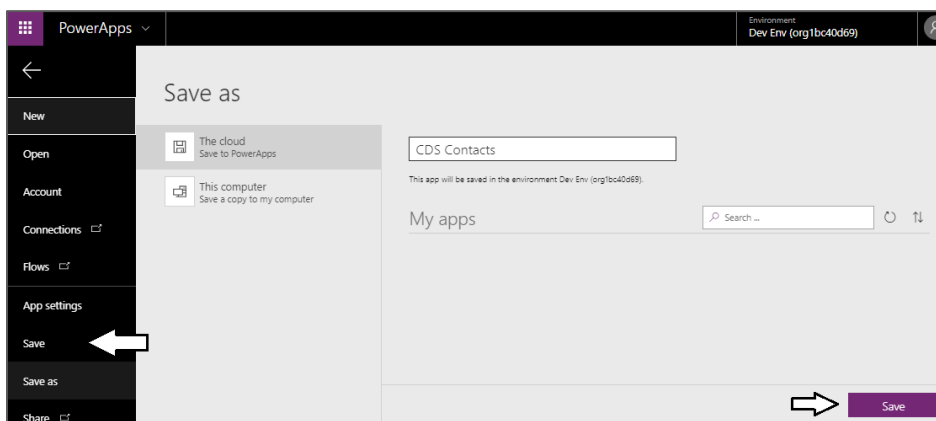 PowerApps
Environment
Dev Env (org1bc40d69)
Save as
New
Open
Account
Connections
Flows
App settings
Save
Save as
Share
The cloud
Save to PowerApps
This computer
Save a copy to my computer
CDS Contacts
This app will be saved in the environment Dev Env (org1bc40d69).
My apps
Search ...
Save